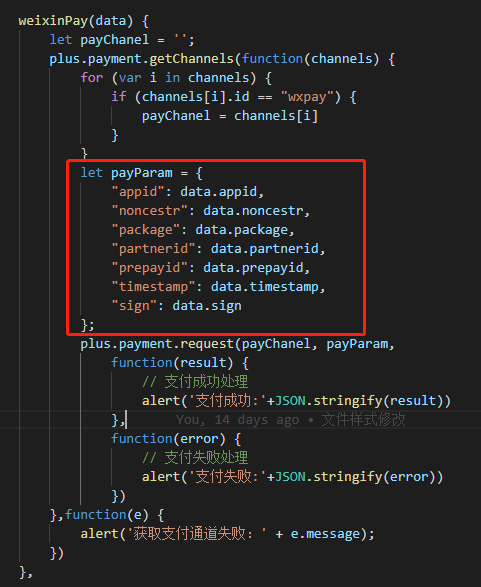 weixinPay(data) {
let payChanel = '';
plus.payment.getChannels(function(channels) {
for (var i in channels) {
if (channels[i].id == "wxpay") {
payChanel = channels[i]
}
}
let payParam = {
"appid": data.appid,
"noncestr": data.noncestr,
"package": data.package,
"partnerid": data.partnerid,
"prepayid": data.prepayid,
"timestamp": data.timestamp,
"sign": data.sign
};
plus.payment.request(payChanel, payParam,
function(result) {
// 支付成功处理
alert('支付成功:'+JSON.stringify(result))
},    You, 14 days ago • 文件样式修改
function(error) {
// 支付失败处理
alert('支付失败:'+JSON.stringify(error))
})
},function(e) {
alert('获取支付通道失败：' + e.message);
})
},